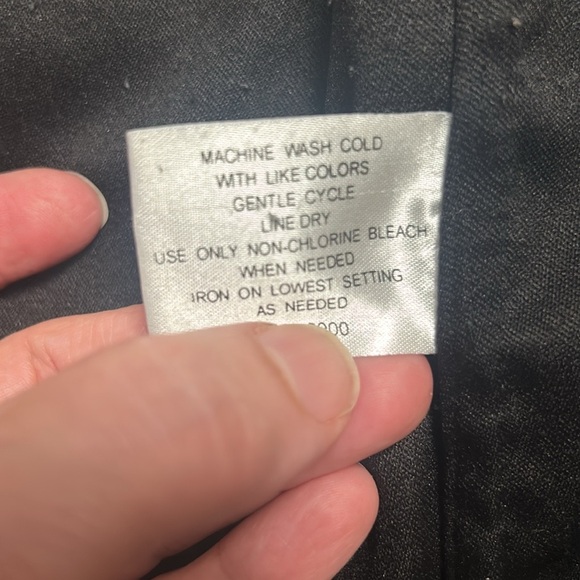 MACHINE WASH COLD
WITH LIKE COLORS
GENTLE CYCLE
LINE DRY
USE ONLY NON-CHLORINE BLEACH
WHEN NEEDED
IRON ON LOWEST SETTING
AS NEEDED